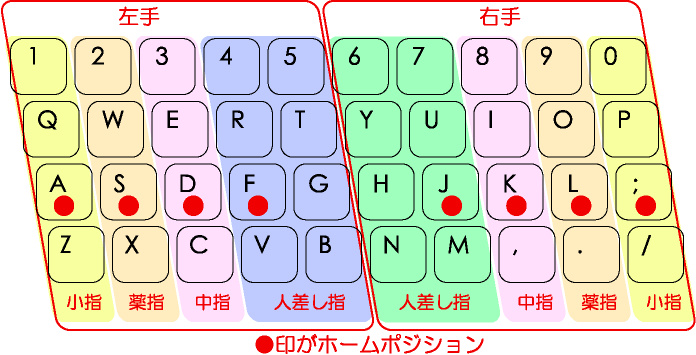 左手 右手
1 2 3 4 5 6 7 8 9 0
Q W E R T Y U I O P
A S D F G H J K L ;
Z X C V B N M , . /
小指 薬指 中指 人差し指 人差し指 中指 薬指 小指
●印がホームポジション